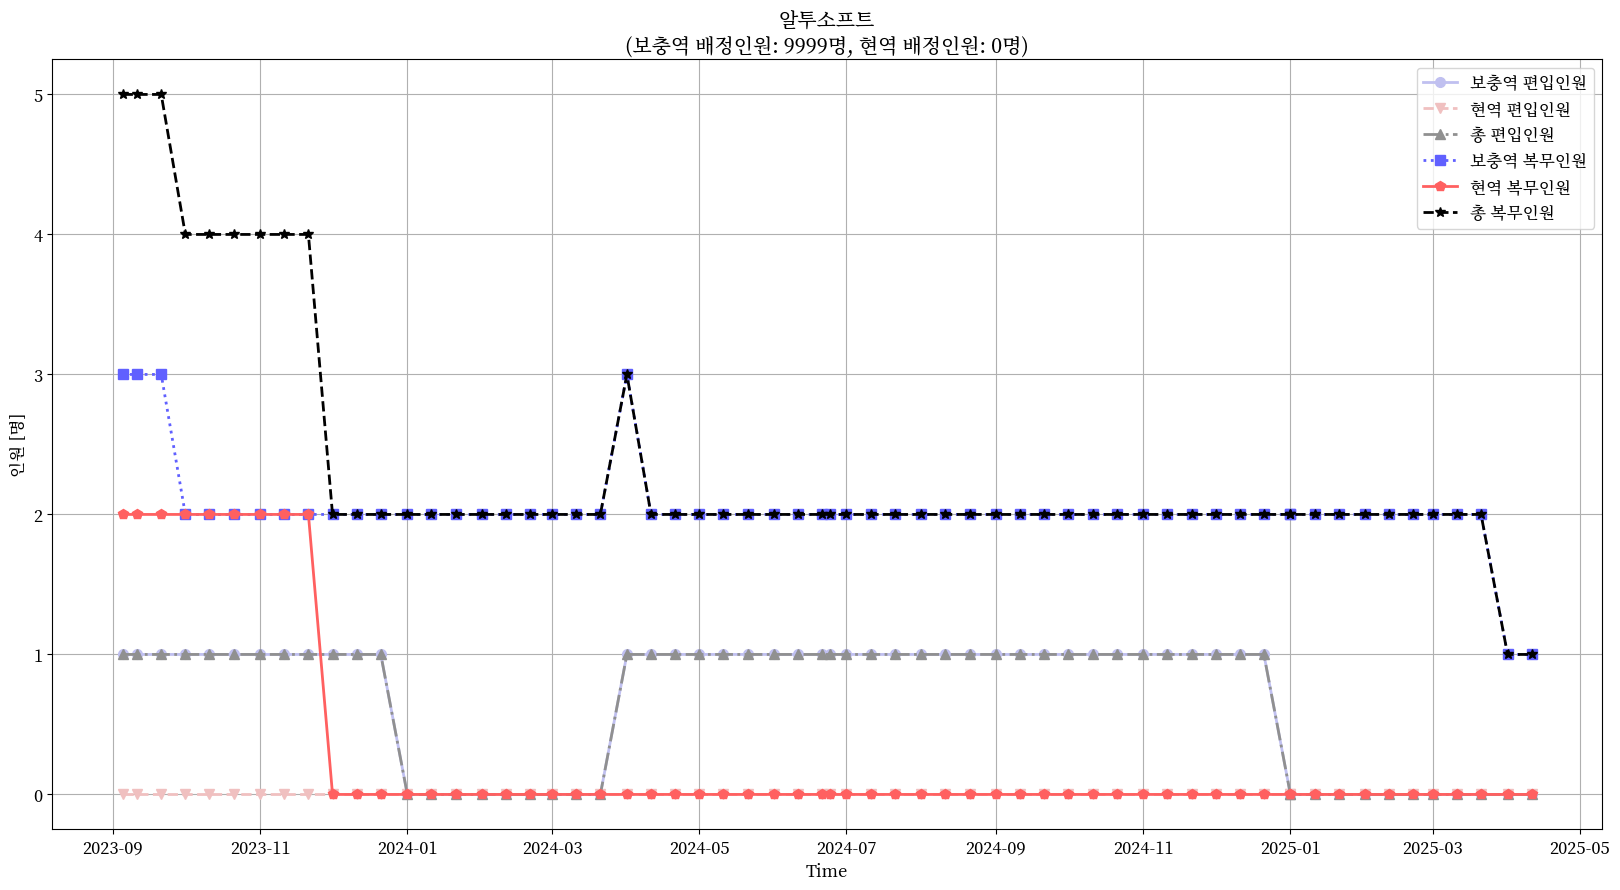 알투소프트
(보충역 배정인원: 9999명, 현역 배정인원: 0명)
보충역 편입인원
현역 편입인원
총 편입인원
보충역 복무인원
현역 복무인원
총 복무인원
인원 [명]
5
4
3
2
1
0
2023-09
2023-11
2024-01
2024-03
2024-05
2024-07
2024-09
2024-11
2025-01
2025-03
2025-05
Time